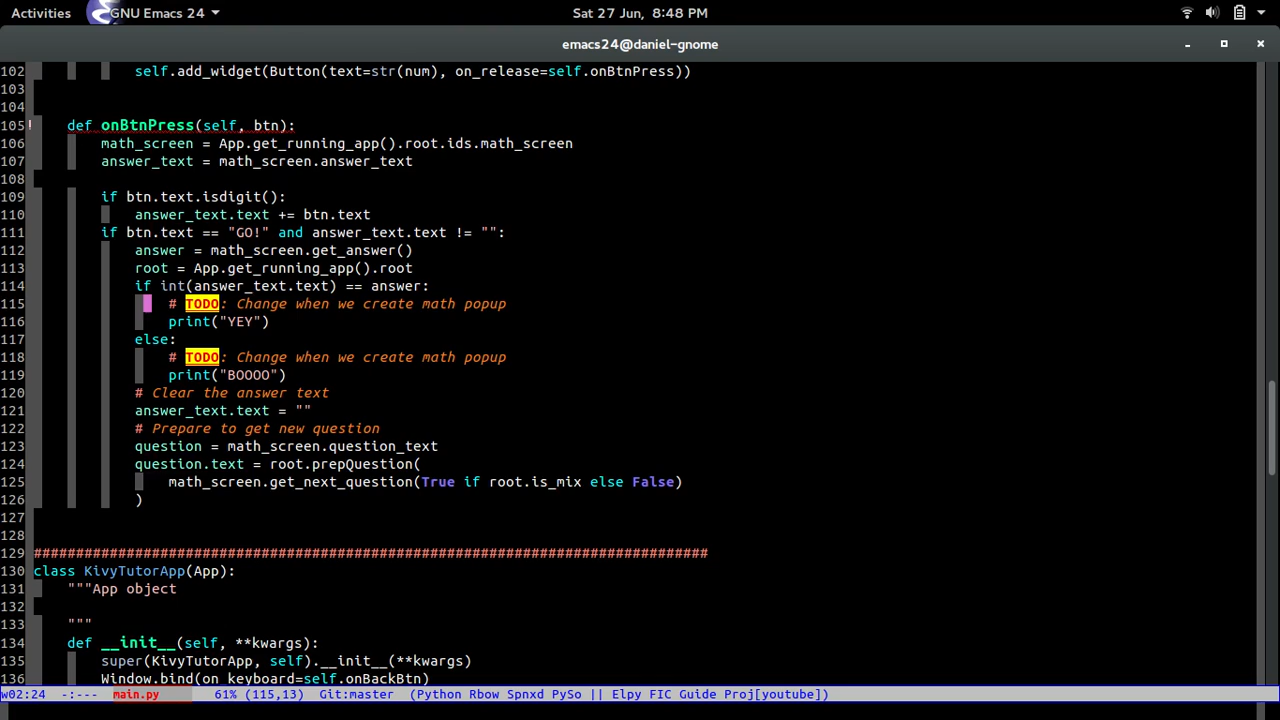 Activities GNU Emacs 24 Sat 27 Jun, 8:48 PM
emacs24@daniel-gnome
102 self.add_widget(Button(text=str(num), on_release=self.onBtnPress))
103
104
105 ! def onBtnPress(self, btn):
106 math_screen = App.get_running_app().root.ids.math_screen
107 answer_text = math_screen.answer_text
108
109 if btn.text.isdigit():
110 answer_text.text += btn.text
111 if btn.text == "GO!" and answer_text.text != "":
112 answer = math_screen.get_answer()
113 root = App.get_running_app().root
114 if int(answer_text.text) == answer:
115 # TODO: Change when we create math popup
116 print("YEY")
117 else:
118 # TODO: Change when we create math popup
119 print("BOOOO")
120 # Clear the answer text
121 answer_text.text = ""
122 # Prepare to get new question
123 question = math_screen.question_text
124 question.text = root.prepQuestion(
125 math_screen.get_next_question(True if root.is_mix else False)
126 )
127
128
129 ################################################################################
130 class KivyTutorApp(App):
131 """App object
132
133 """
134 def __init__(self, **kwargs):
135 super(KivyTutorApp, self).__init__(**kwargs)
136 Window.bind(on_keyboard=self.onBackBtn)
w02:24 -:--- main.py 61% (115,13) Git:master (Python Rbow Spnxd PySo || Elpy FIC Guide Proj[youtube])